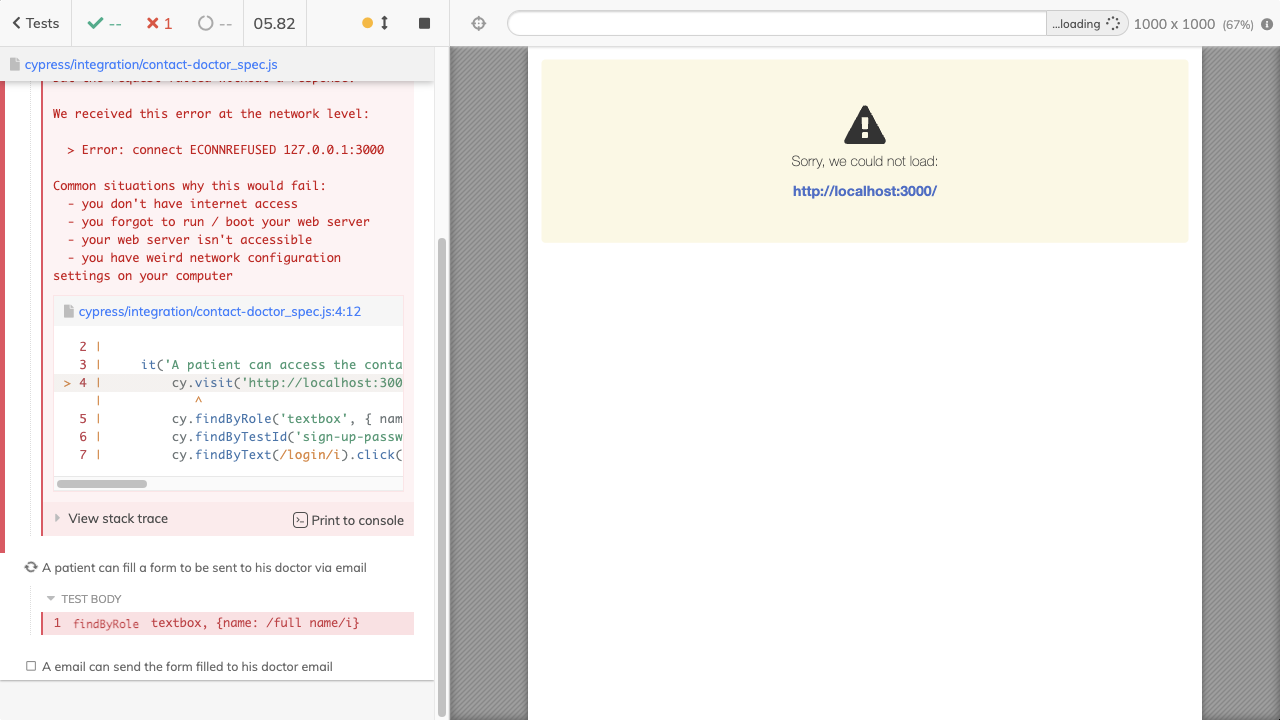 Tests
--
1
--
05.82
...loading
1000 x 1000 (67%)
cypress/integration/contact-doctor_spec.js
We received this error at the network level:
> Error: connect ECONNREFUSED 127.0.0.1:3000
Common situations why this would fail:
- you don't have internet access
- you forgot to run / boot your web server
- your web server isn't accessible
- you have weird network configuration
settings on your computer
cypress/integration/contact-doctor_spec.js:4:12
2 |
3 | it('A patient can access the conta
> 4 | cy.visit('http://localhost:300
| ^
5 | cy.findByRole('textbox', { nam
6 | cy.findByTestId('sign-up-passw
7 | cy.findByText(/login/i).click(
View stack trace
Print to console
A patient can fill a form to be sent to his doctor via email
TEST BODY
1 findByRole textbox, {name: /full name/i}
A email can send the form filled to his doctor email
Sorry, we could not load:
http://localhost:3000/